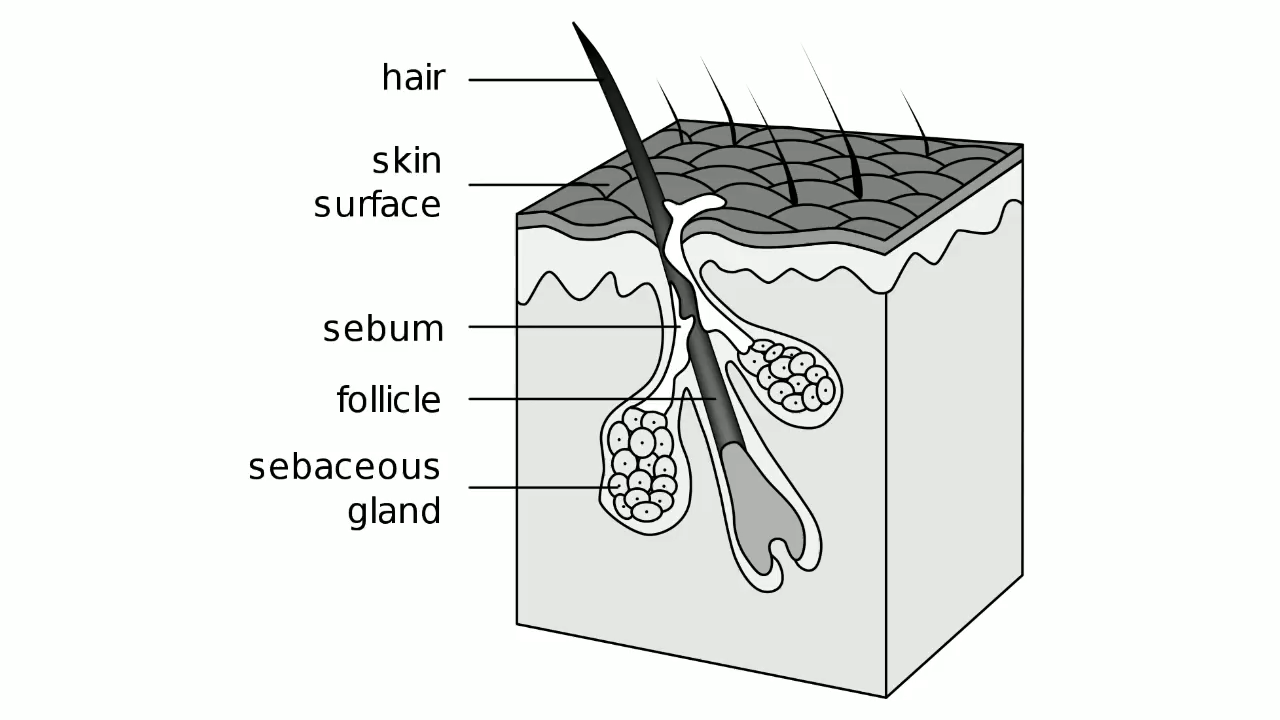 hair
skin
surface
sebum
follicle
sebaceous
gland